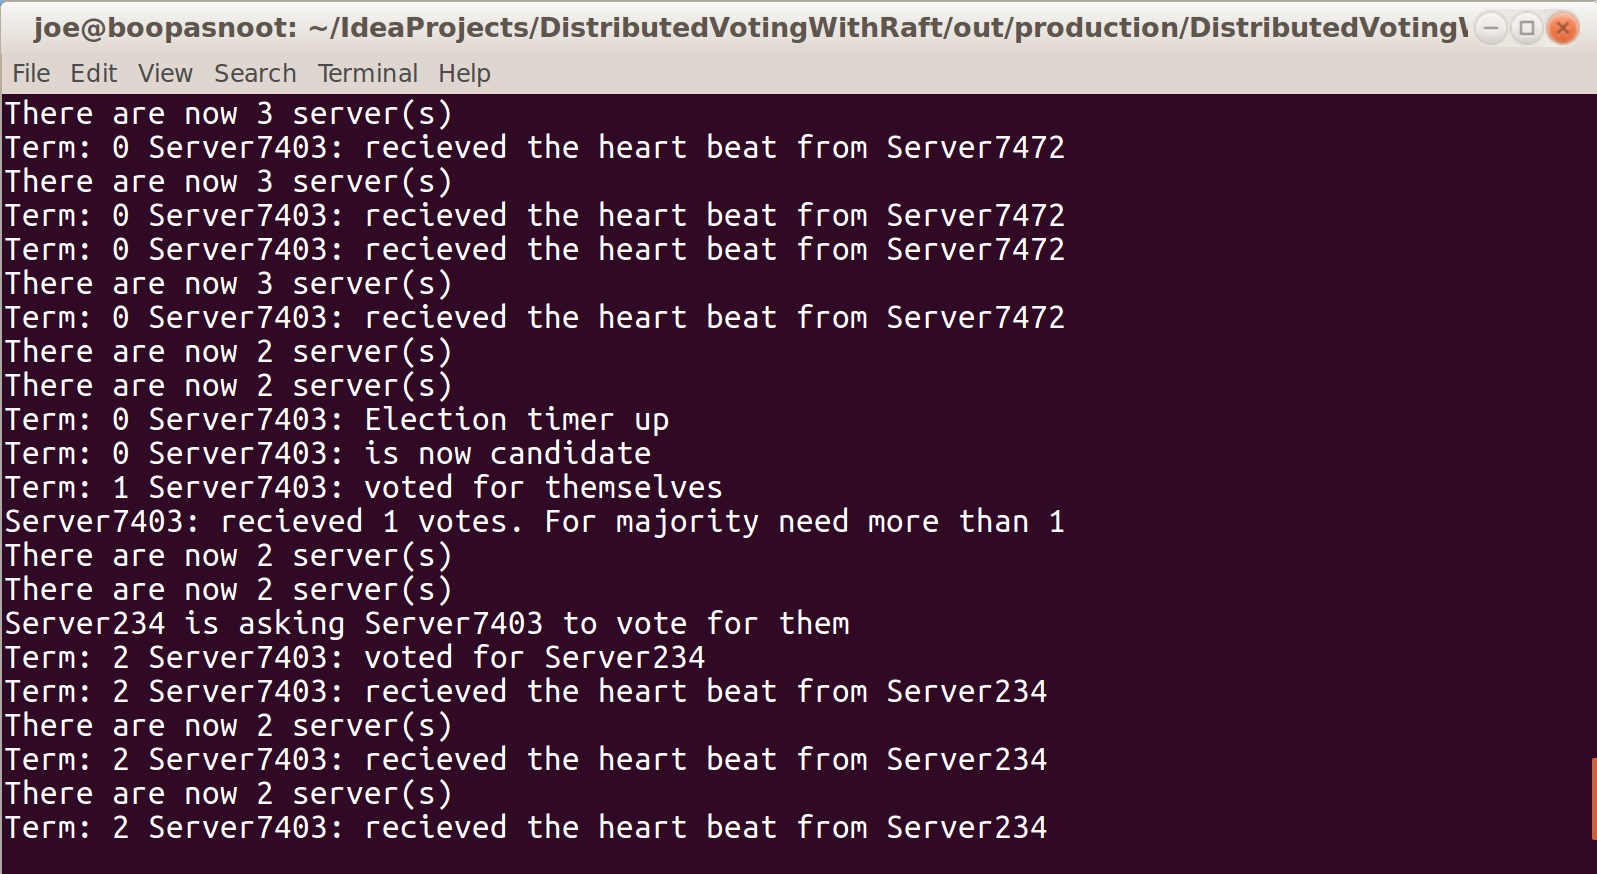 joe@boopasnoot: ~/IdeaProjects/DistributedVotingWithRaft/out/production/DistributedVoting
File Edit View Search Terminal Help
There are now 3 server(s)
Term: 0 Server7403: recieved the heart beat from Server7472
There are now 3 server(s)
Term: 0 Server7403: recieved the heart beat from Server7472
Term: 0 Server7403: recieved the heart beat from Server7472
There are now 3 server(s)
Term: 0 Server7403: recieved the heart beat from Server7472
There are now 2 server(s)
There are now 2 server(s)
Term: 0 Server7403: Election timer up
Term: 0 Server7403: is now candidate
Term: 1 Server7403: voted for themselves
Server7403: recieved 1 votes. For majority need more than 1
There are now 2 server(s)
There are now 2 server(s)
Server234 is asking Server7403 to vote for them
Term: 2 Server7403: voted for Server234
Term: 2 Server7403: recieved the heart beat from Server234
There are now 2 server(s)
Term: 2 Server7403: recieved the heart beat from Server234
There are now 2 server(s)
Term: 2 Server7403: recieved the heart beat from Server234